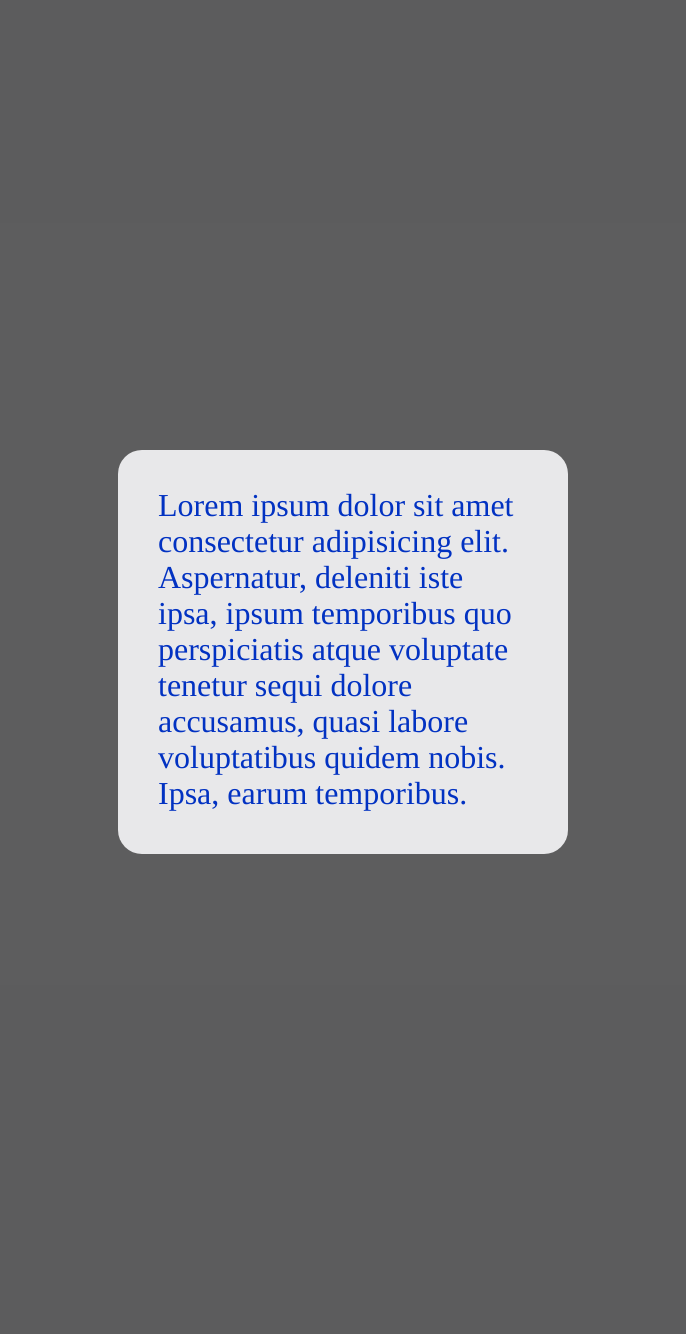 Lorem ipsum dolor sit amet
consectetur adipisicing elit.
Aspernatur, deleniti iste
ipsa, ipsum temporibus quo
perspiciatis atque voluptate
tenetur sequi dolore
accusamus, quasi labore
voluptatibus quidem nobis.
Ipsa, earum temporibus.